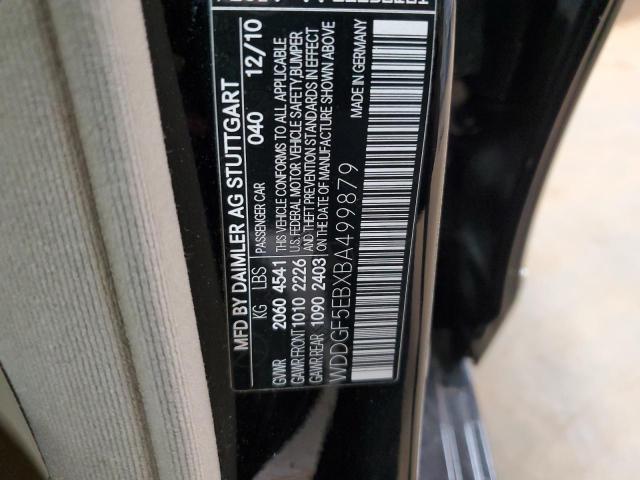 MFD BY DAIMLER AG STUTTGART
KG LBS PASSENGER CAR 040 12/10
GVWR 2060 4541 THIS VEHICLE CONFORMS TO ALL APPLICABLE
GAWR FRONT 1010 2226 U.S. FEDERAL MOTOR VEHICLE SAFETY, BUMPER,
GAWR REAR 1090 2403 AND THEFT PREVENTION STANDARDS IN EFFECT
ON THE DATE OF MANUFACTURE SHOWN ABOVE
WDDGF5EBXBA499879 MADE IN GERMANY